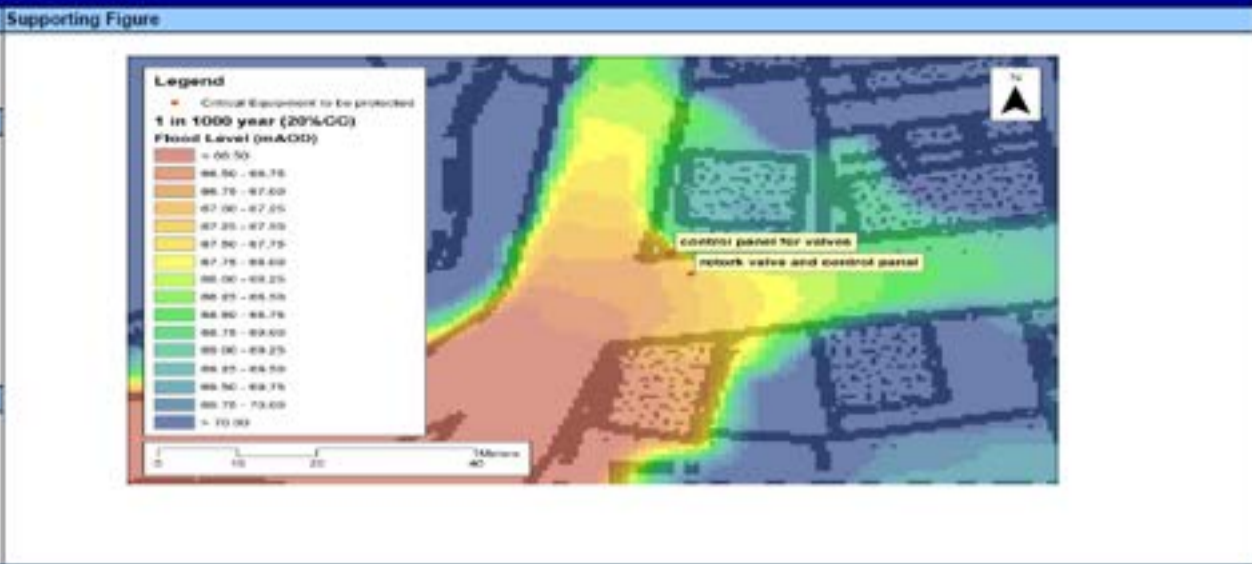 Supporting Figure
Legend
Critical Equipment to be protected
1 in 1000 year (20%CC)
Flood Level (mAOD)
< 66.50
66.50 - 66.75
66.75 - 67.00
67.00 - 67.25
67.25 - 67.50
67.50 - 67.75
67.75 - 68.00
68.00 - 68.25
68.25 - 68.50
68.50 - 68.75
68.75 - 69.00
69.00 - 69.25
69.25 - 69.50
69.50 - 69.75
69.75 - 70.00
> 70.00
N
control panel for valves
rotork valve and control panel
Meters
0 10 20 40